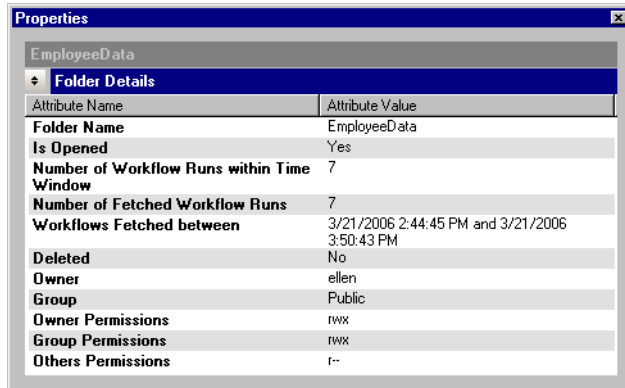 Properties
EmployeeData
Folder Details
Attribute Name Attribute Value
Folder Name EmployeeData
Is Opened Yes
Number of Workflow Runs within Time 7
Window
Number of Fetched Workflow Runs 7
Workflows Fetched between 3/21/2006 2:44:45 PM and 3/21/2006
3:50:43 PM
Deleted No
Owner ellen
Group Public
Owner Permissions rwx
Group Permissions rwx
Others Permissions r--